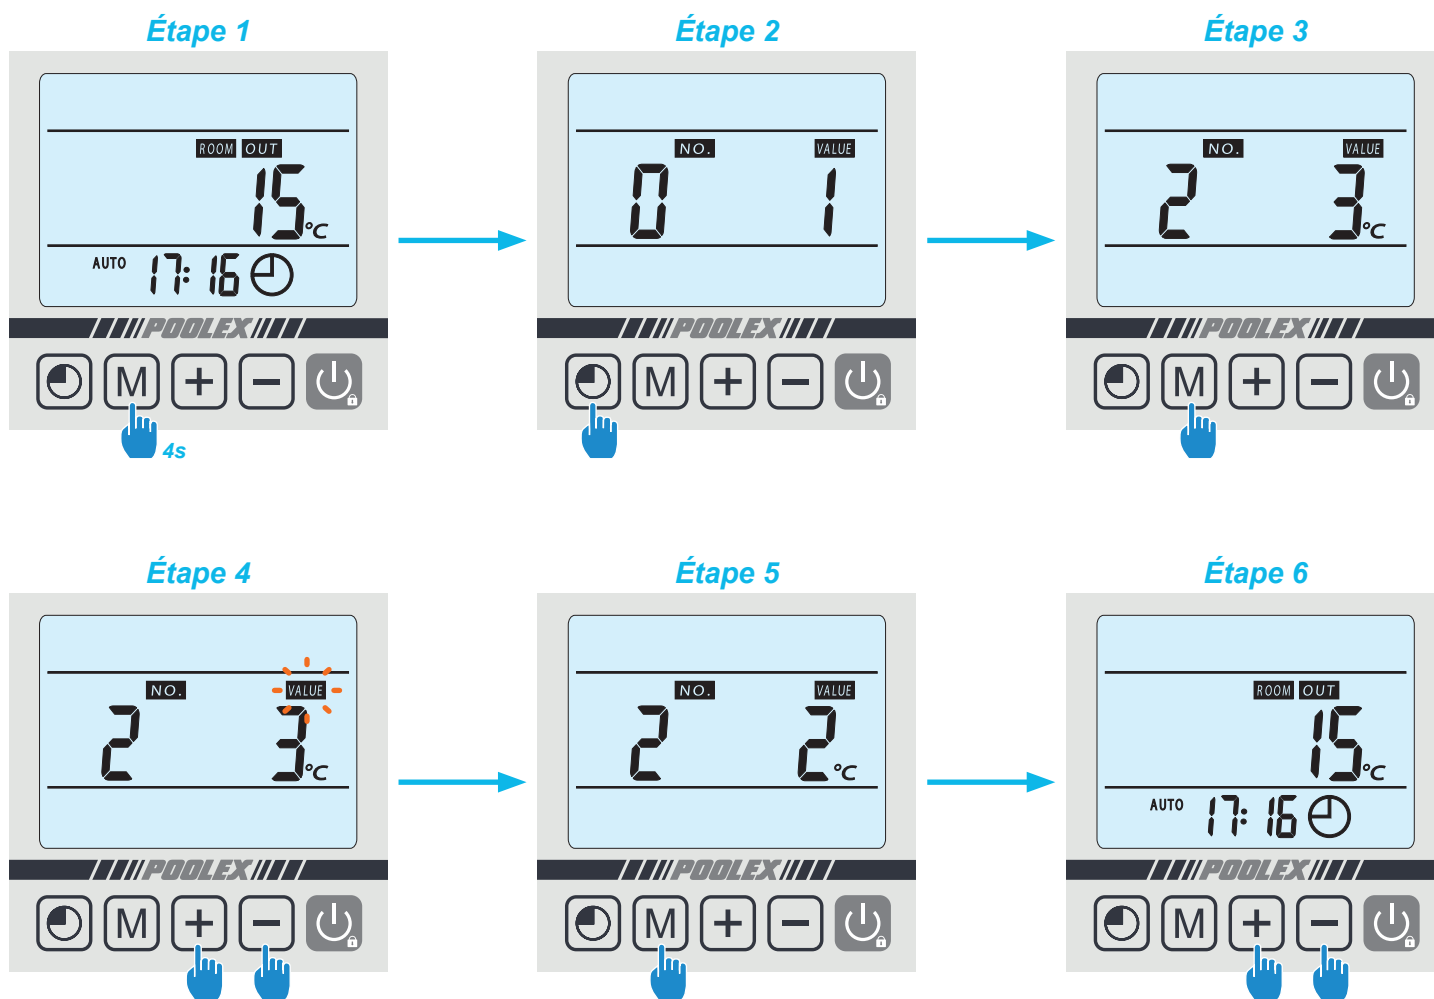 Étape 1
ROOM OUT
15°C
AUTO 17:16
POOLEX
M + −
4s
Étape 2
NO. VALUE
0 1
POOLEX
M + −
Étape 3
NO. VALUE
2 3°C
POOLEX
M + −
Étape 4
NO. VALUE
2 3°C
POOLEX
M + −
Étape 5
NO. VALUE
2 2°C
POOLEX
M + −
Étape 6
ROOM OUT
15°C
AUTO 17:16
POOLEX
M + −